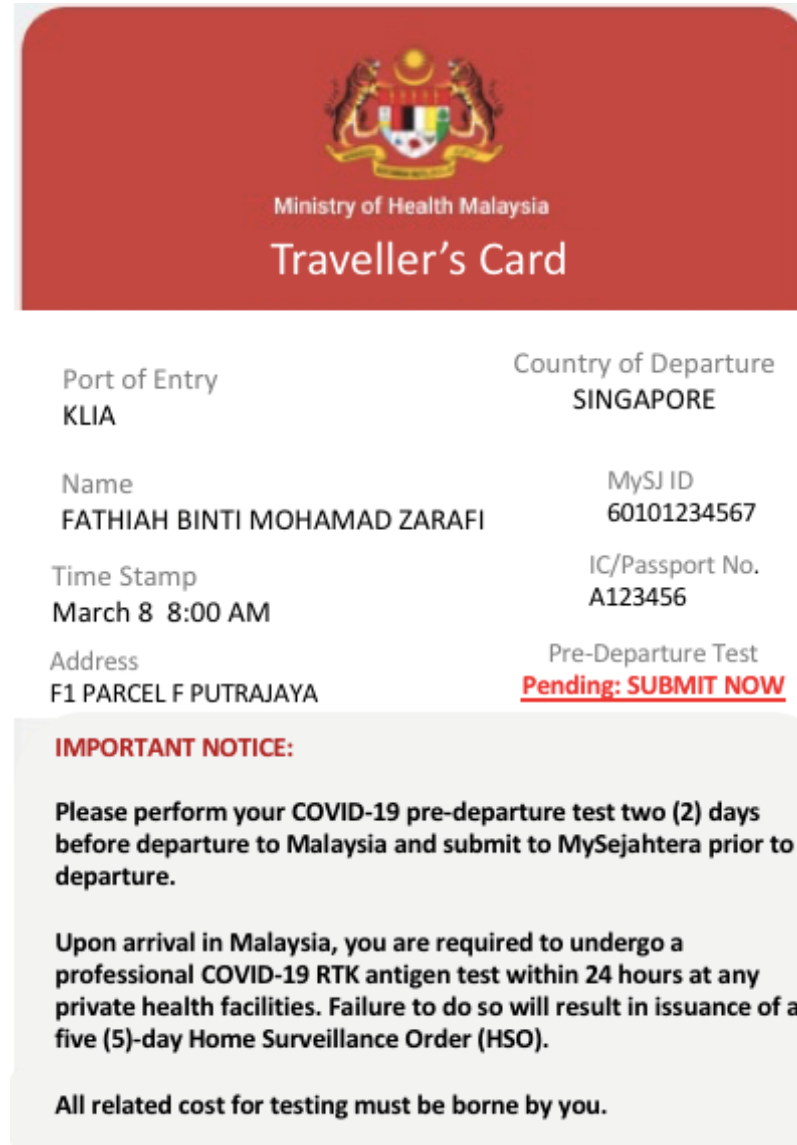 Ministry of Health Malaysia
Traveller's Card
Port of Entry
KLIA
Country of Departure
SINGAPORE
Name
FATHIAH BINTI MOHAMAD ZARAFI
MySJ ID
60101234567
Time Stamp
March 8 8:00 AM
IC/Passport No.
A123456
Address
F1 PARCEL F PUTRAJAYA
Pre-Departure Test
Pending: SUBMIT NOW
IMPORTANT NOTICE:
Please perform your COVID-19 pre-departure test two (2) days
before departure to Malaysia and submit to MySejahtera prior to
departure.
Upon arrival in Malaysia, you are required to undergo a
professional COVID-19 RTK antigen test within 24 hours at any
private health facilities. Failure to do so will result in issuance of a
five (5)-day Home Surveillance Order (HSO).
All related cost for testing must be borne by you.